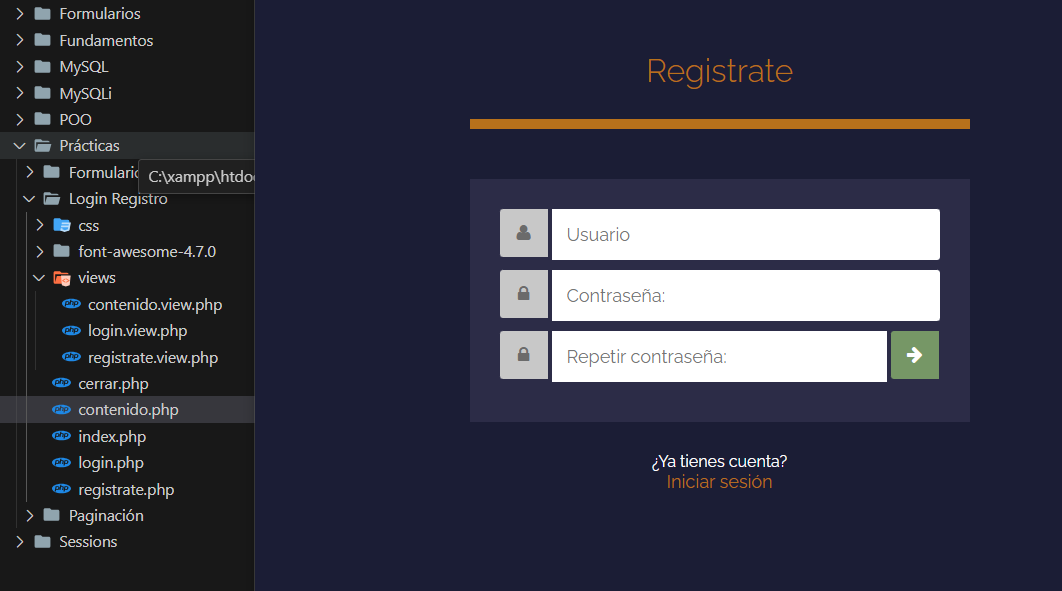 Formularios
Fundamentos
MySQL
MySQLi
POO
Prácticas
C:\xampp\htdoc
Login Registro
css
font-awesome-4.7.0
views
contenido.view.php
login.view.php
registrate.view.php
cerrar.php
contenido.php
index.php
login.php
registrate.php
Paginación
Sessions
Registrate
Usuario
Contraseña:
Repetir contraseña:
¿Ya tienes cuenta?
Iniciar sesión